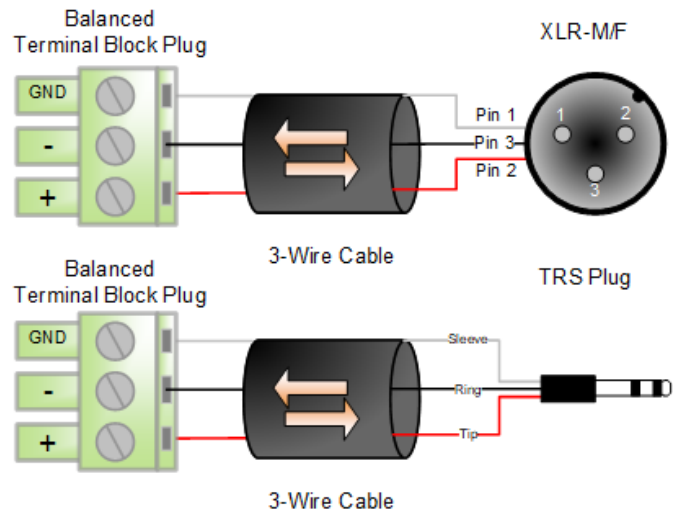 Balanced
Terminal Block Plug
XLR-M/F
GND
-
+
Pin 1
Pin 3
Pin 2
1
2
3
3-Wire Cable
Balanced
Terminal Block Plug
TRS Plug
GND
-
+
Sleeve
Ring
Tip
3-Wire Cable